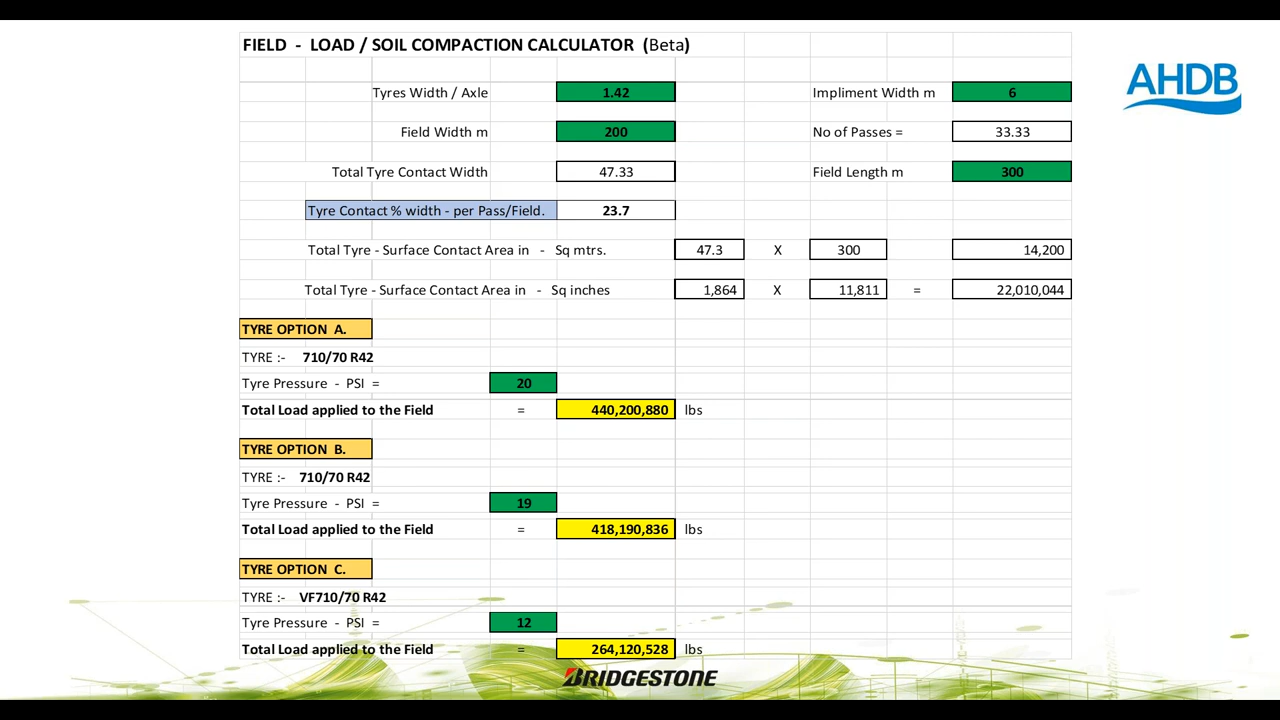 FIELD - LOAD / SOIL COMPACTION CALCULATOR (Beta)
AHDB
Tyres Width / Axle 1.42 Impliment Width m 6
Field Width m 200 No of Passes = 33.33
Total Tyre Contact Width 47.33 Field Length m 300
Tyre Contact % width - per Pass/Field. 23.7
Total Tyre - Surface Contact Area in - Sq mtrs. 47.3 X 300 14,200
Total Tyre - Surface Contact Area in - Sq inches 1,864 X 11,811 = 22,010,044
TYRE OPTION A.
TYRE :- 710/70 R42
Tyre Pressure - PSI = 20
Total Load applied to the Field = 440,200,880 lbs
TYRE OPTION B.
TYRE :- 710/70 R42
Tyre Pressure - PSI = 19
Total Load applied to the Field = 418,190,836 lbs
TYRE OPTION C.
TYRE :- VF710/70 R42
Tyre Pressure - PSI = 12
Total Load applied to the Field = 264,120,528 lbs
BRIDGESTONE